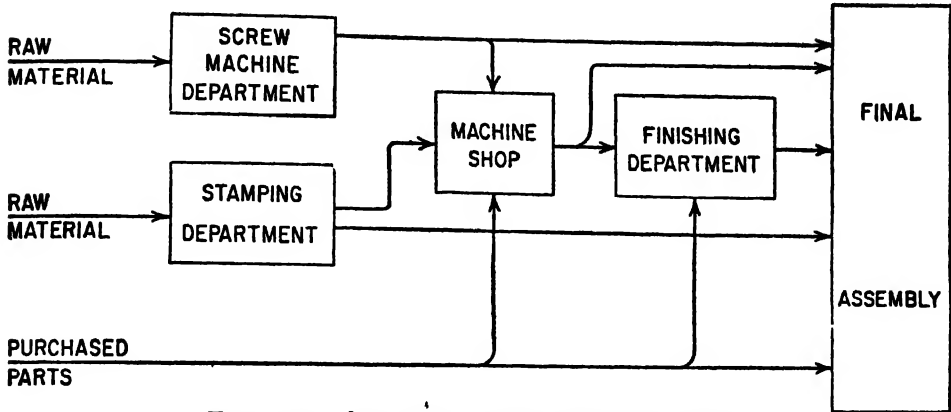 RAW
MATERIAL
SCREW
MACHINE
DEPARTMENT
MACHINE
SHOP
FINISHING
DEPARTMENT
FINAL
ASSEMBLY
RAW
MATERIAL
STAMPING
DEPARTMENT
PURCHASED
PARTS